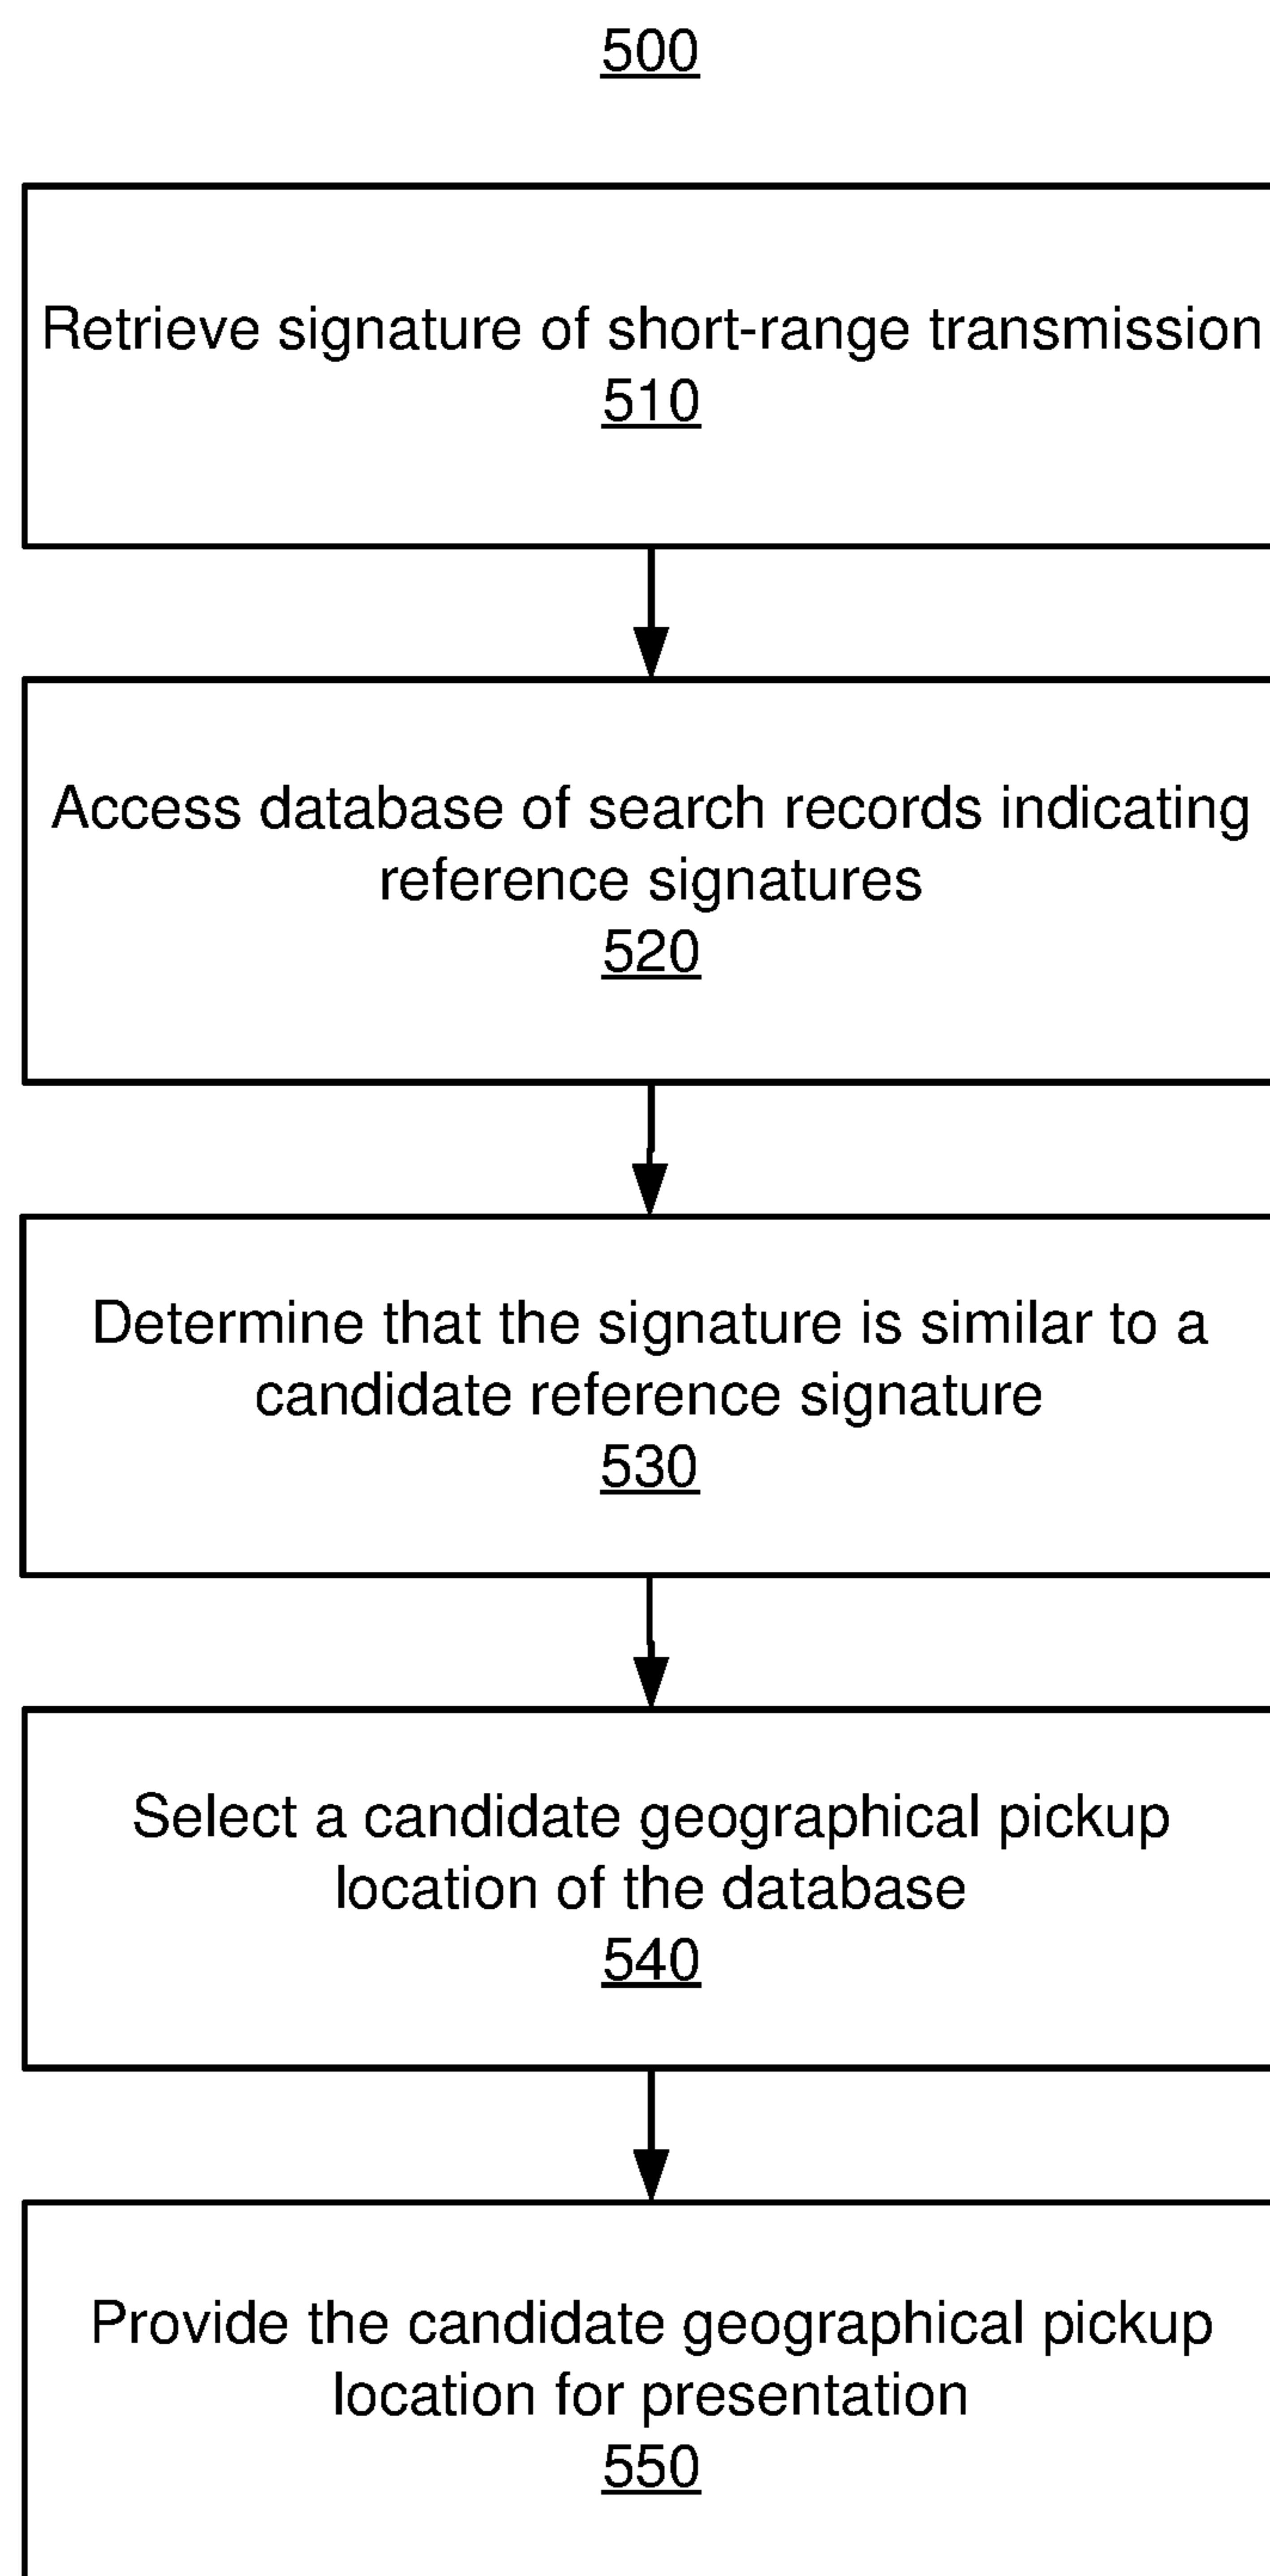 500
Retrieve signature of short-range transmission
510
Access database of search records indicating
reference signatures
520
Determine that the signature is similar to a
candidate reference signature
530
Select a candidate geographical pickup
location of the database
540
Provide the candidate geographical pickup
location for presentation
550